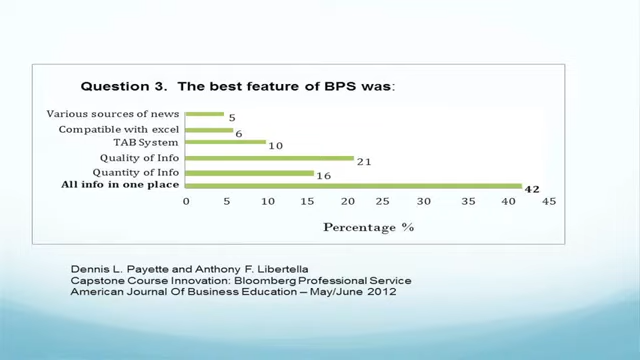 Question 3.  The best feature of BPS was:
Various sources of news 5
Compatible with excel 6
TAB System 10
Quality of Info 21
Quantity of Info 16
All info in one place 42
0 5 10 15 20 25 30 35 40 45
Percentage %
Dennis L. Payette and Anthony F. Libertella
Capstone Course Innovation: Bloomberg Professional Service
American Journal Of Business Education – May/June 2012